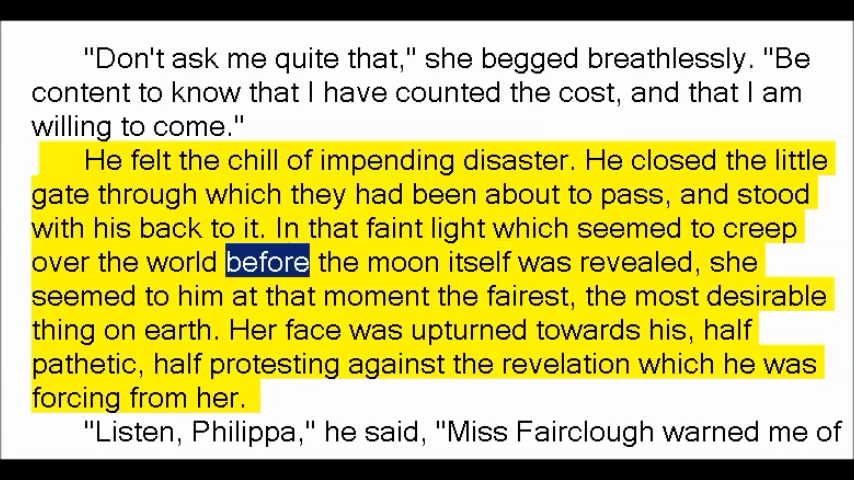 "Don't ask me quite that," she begged breathlessly. "Be
content to know that I have counted the cost, and that I am
willing to come."
He felt the chill of impending disaster. He closed the little
gate through which they had been about to pass, and stood
with his back to it. In that faint light which seemed to creep
over the world before the moon itself was revealed, she
seemed to him at that moment the fairest, the most desirable
thing on earth. Her face was upturned towards his, half
pathetic, half protesting against the revelation which he was
forcing from her.
"Listen, Philippa," he said, "Miss Fairclough warned me of